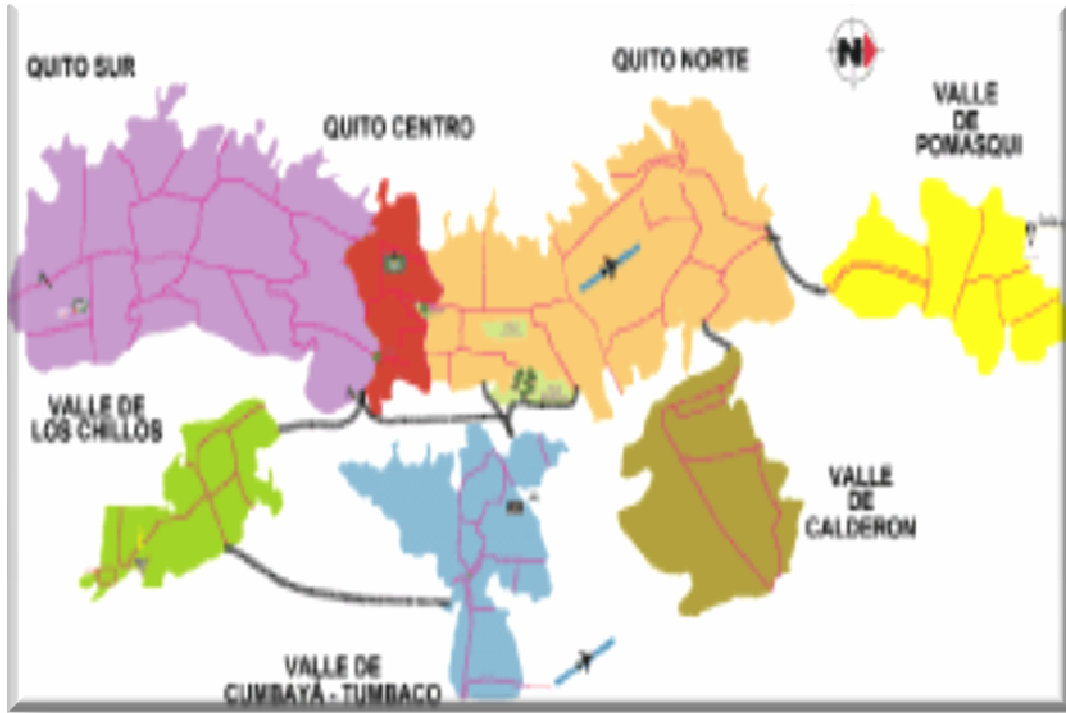 QUITO SUR
QUITO CENTRO
QUITO NORTE
N
VALLE
DE
POMASQUI
VALLE DE
LOS CHILLOS
VALLE
DE
CALDERON
VALLE DE
CUMBAYÁ - TUMBACO